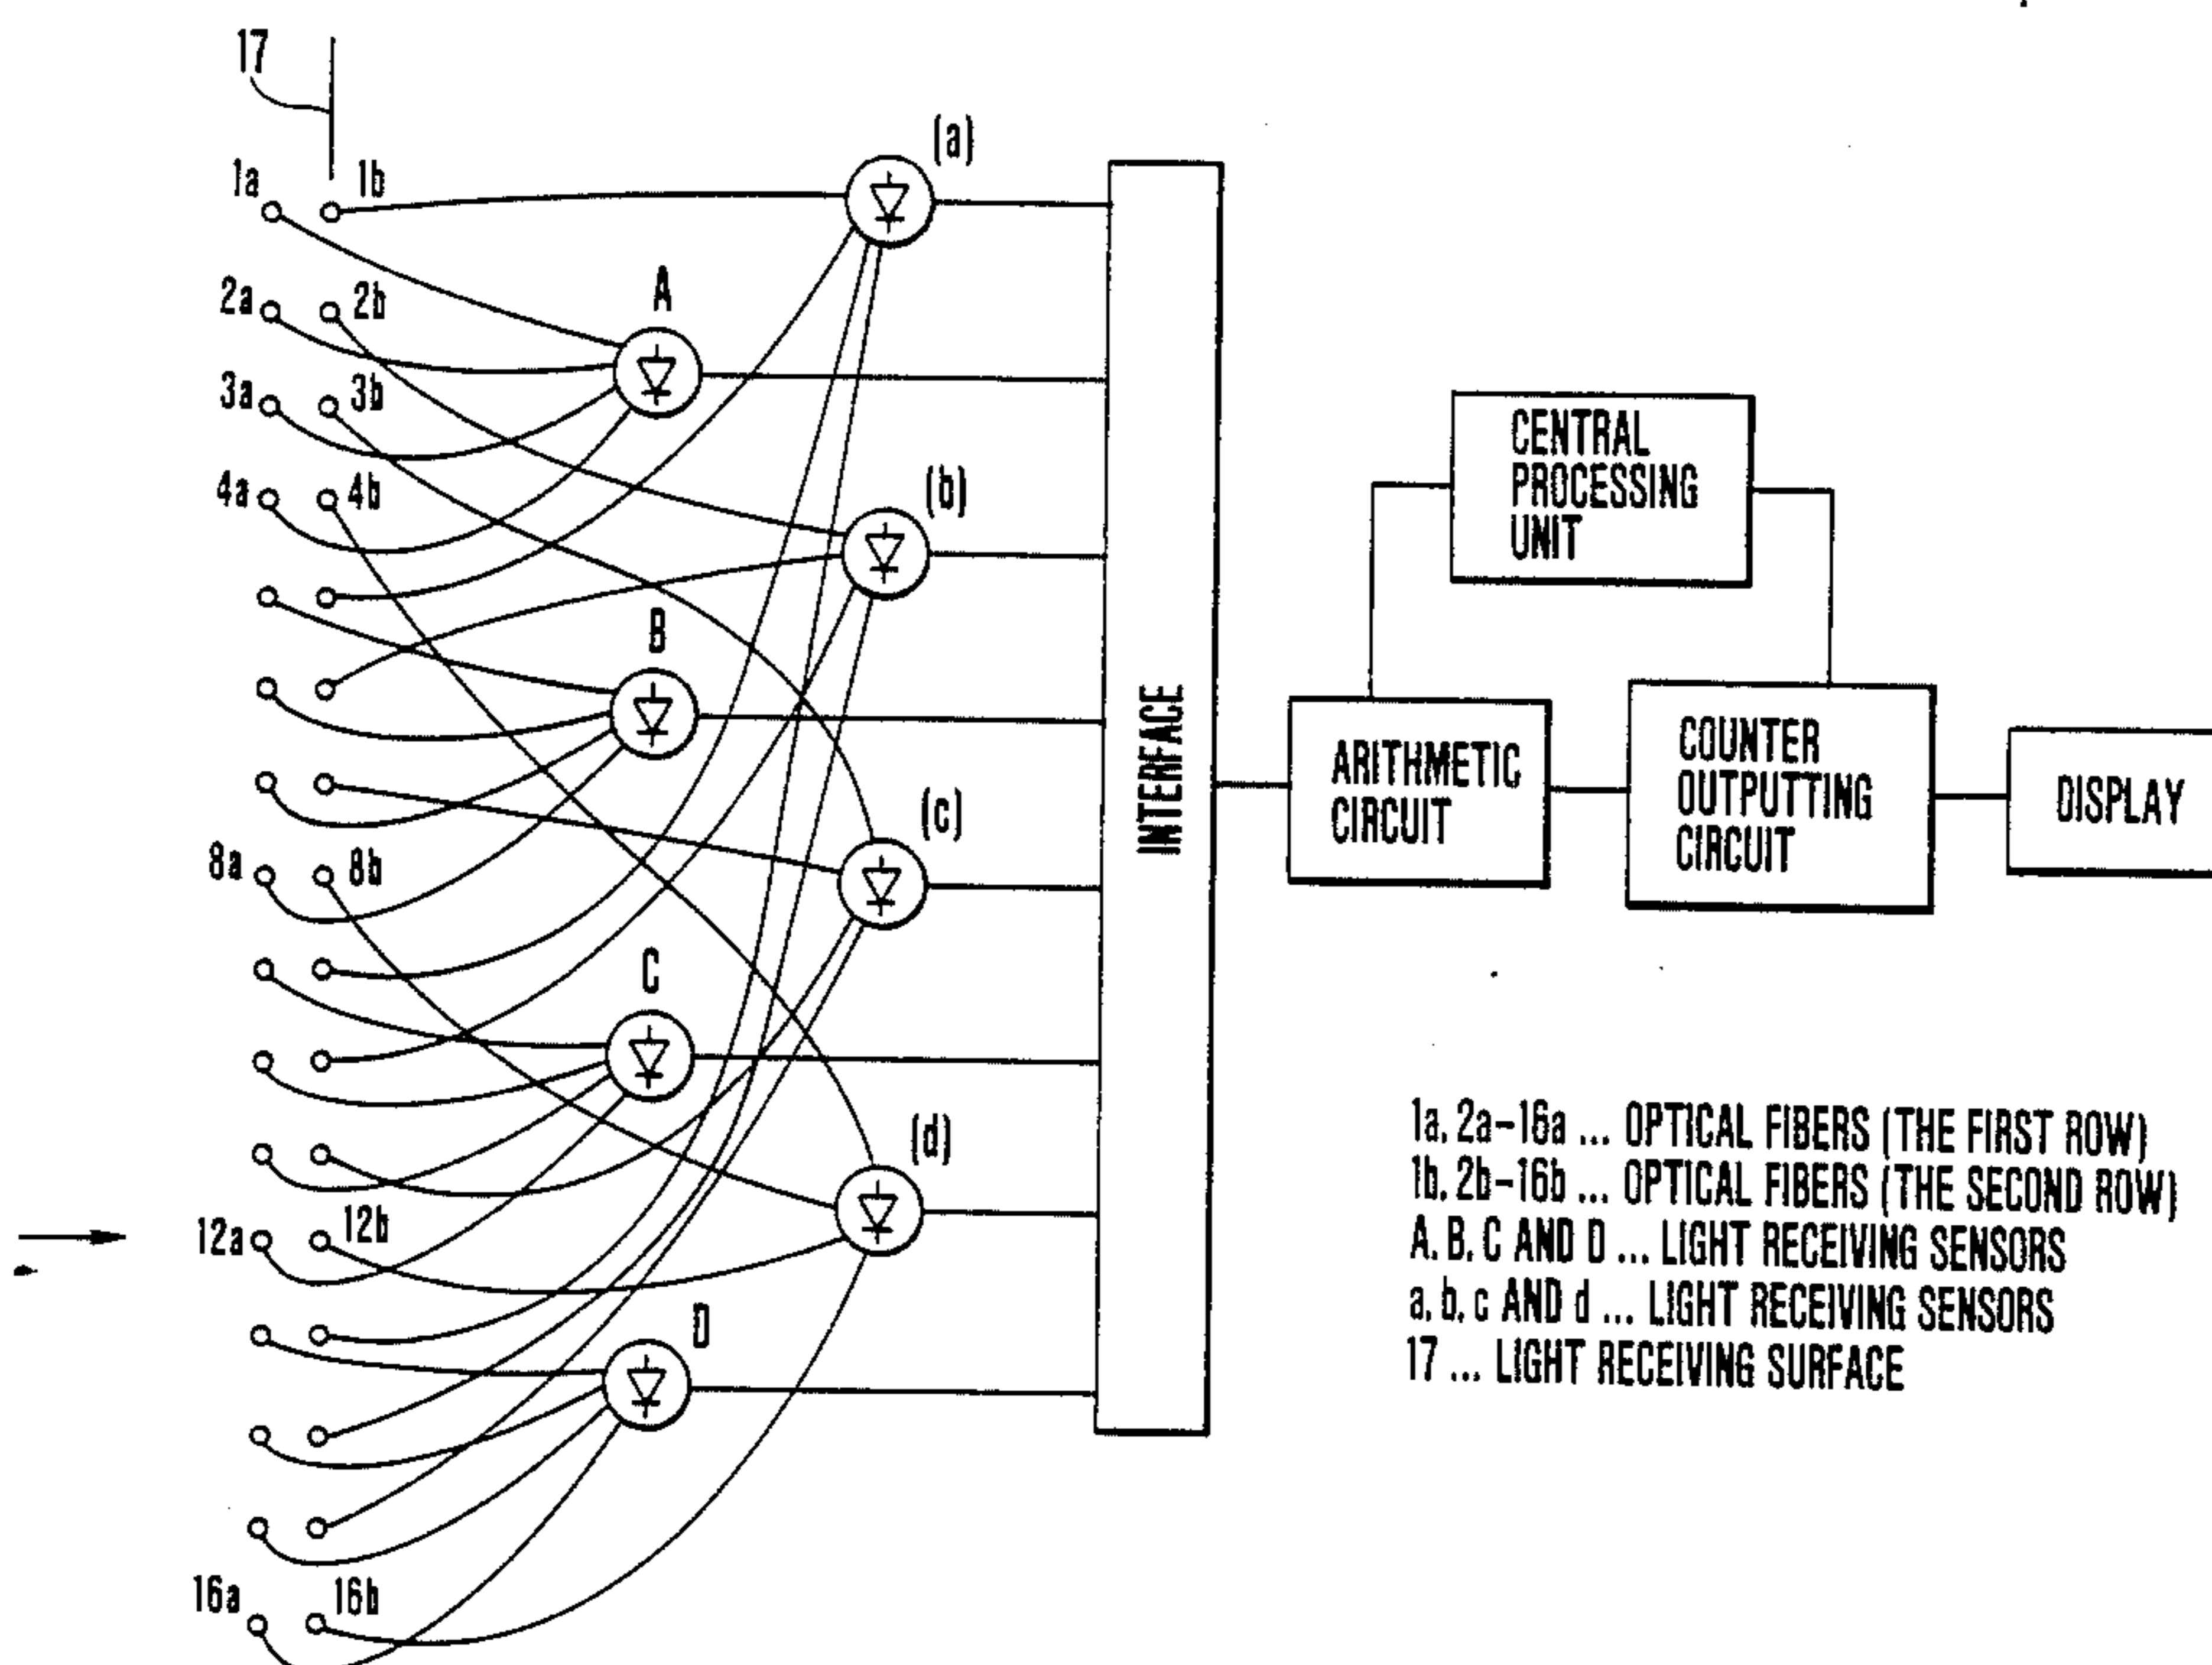 17
1a
1b
(a)
2a
2b
A
3a
3b
4a
4b
(b)
B
8a
8b
(c)
C
12a
12b
(d)
D
16a
16b
INTERFACE
CENTRAL
PROCESSING
UNIT
ARITHMETIC
CIRCUIT
COUNTER
OUTPUTTING
CIRCUIT
DISPLAY
1a, 2a-16a ... OPTICAL FIBERS (THE FIRST ROW)
1b, 2b-16b ... OPTICAL FIBERS (THE SECOND ROW)
A. B. C AND D ... LIGHT RECEIVING SENSORS
a, b, c AND d ... LIGHT RECEIVING SENSORS
17 ... LIGHT RECEIVING SURFACE